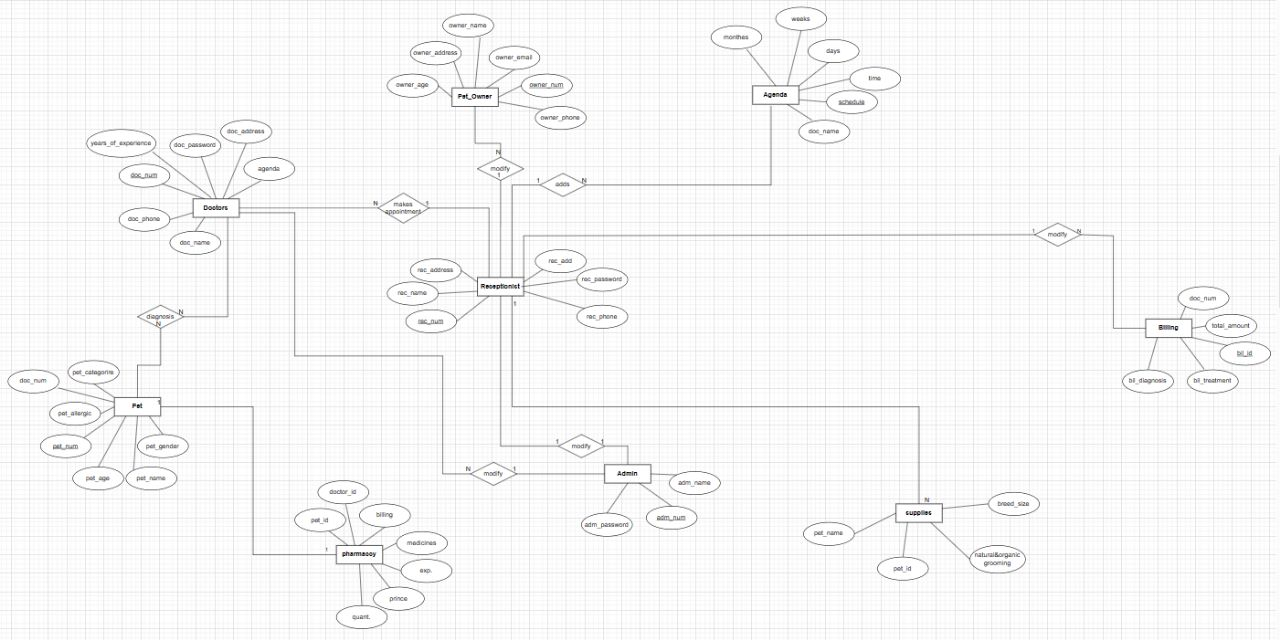 owner_name
owner_address
owner_email
owner_age
owner_num
owner_phone
Pet_Owner
weeks
monthes
days
time
schedule
doc_name
Agenda
years_of_experience
doc_password
doc_address
agenda
doc_num
doc_phone
doc_name
Doctors
N
modify
1
1
adds
N
N
makes
appointment
1
1
modify
N
rec_address
rec_add
rec_password
rec_name
rec_num
rec_phone
Receptionist
1
doc_num
total_amount
bil_id
bil_diagnosis
bil_treatment
Billing
diagnosis
N
N
pet_categorire
doc_num
pet_allergic
pet_num
pet_gender
pet_age
pet_name
Pet
1
1
modify
1
N
modify
1
Admin
adm_name
adm_password
adm_num
N
supplies
breed_size
pet_name
pet_id
natural&organic
grooming
doctor_id
pet_id
billing
medicines
exp.
prince
quant.
1
pharmacy